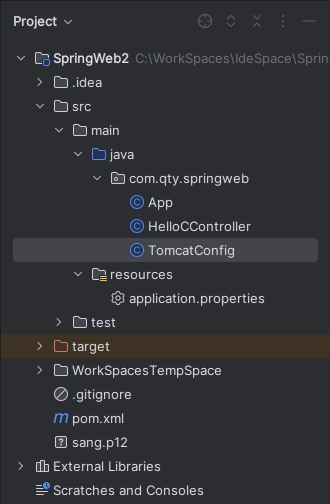 Project
SpringWeb2 C:\WorkSpaces\IdeSpace\Sprin
.idea
src
main
java
com.qty.springweb
App
HelloCController
TomcatConfig
resources
application.properties
test
target
WorkSpacesTempSpace
.gitignore
pom.xml
sang.p12
External Libraries
Scratches and Consoles